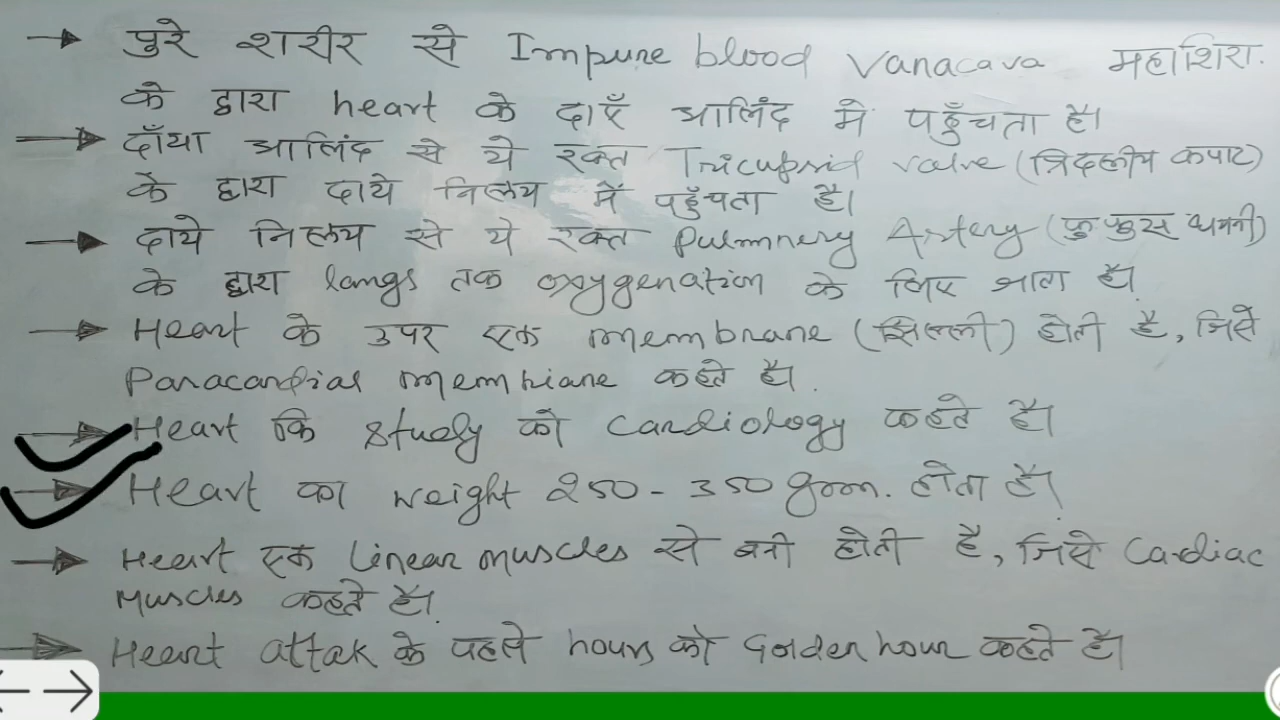 → पुरे शरीर से Impure blood Vanacava महाशिरा.
के द्वारा heart के दाएँ आलिंद मे पहुँचता है।
→ दाँया आलिंद से ये रक्त Tricupsid valve (त्रिदलीय कपाट)
के द्वारा दाये निलय में पहुँचता है।
→ दाये निलय से ये रक्त Pulmnery Artery (फुफ्फुस धमनी)
के द्वारा langs तक oxygenation के लिए जाता है।
→ Heart के उपर एक membrane (झिल्ली) होती है, जिसे
Paracardial membrane कहते है।.
→ Heart कि study को Cardiology कहते है।
→ Heart का weight 250-350 grm. होता है।
→ Heart एक linear muscles से बनी होती है, जिसे Cardiac
Muscles कहते है।
→ Heart attak के पहले hours को Golden hour कहते है।